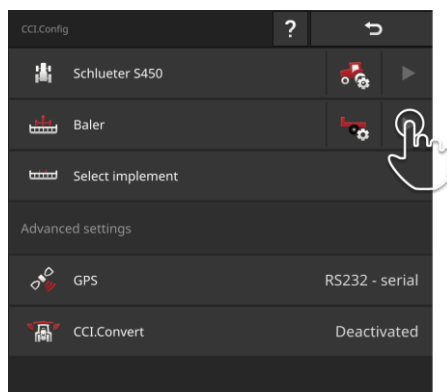 CCI.Config
?
Schlueter S450
Baler
Select implement
Advanced settings
GPS RS232 - serial
CCI.Convert Deactivated